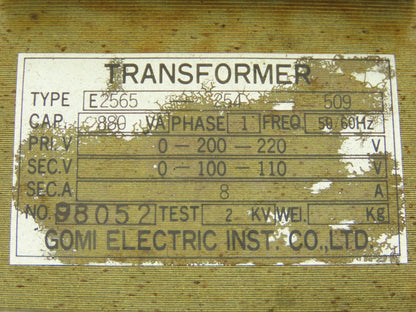 TRANSFORMER
TYPE E2565 254 509
CAP. 880 VA PHASE 1 FREQ 50.60Hz
PRI.V 0-200-220 V
SEC.V 0-100-110 V
SEC.A 8 A
NO. 98052 TEST 2 KV WEI. Kg
GOMI ELECTRIC INST. CO., LTD.